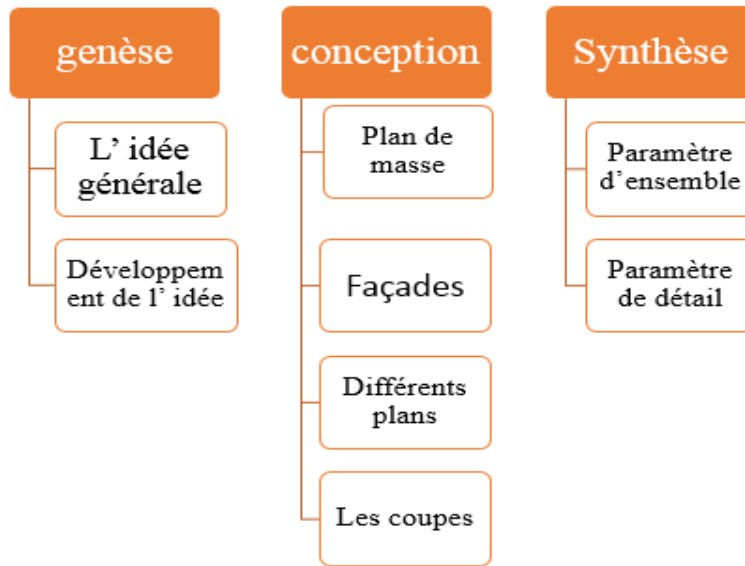 genèse
L’ idée
générale
Développem
ent de l’ idée
conception
Plan de
masse
Façades
Différents
plans
Les coupes
Synthèse
Paramètre
d’ensemble
Paramètre
de détail